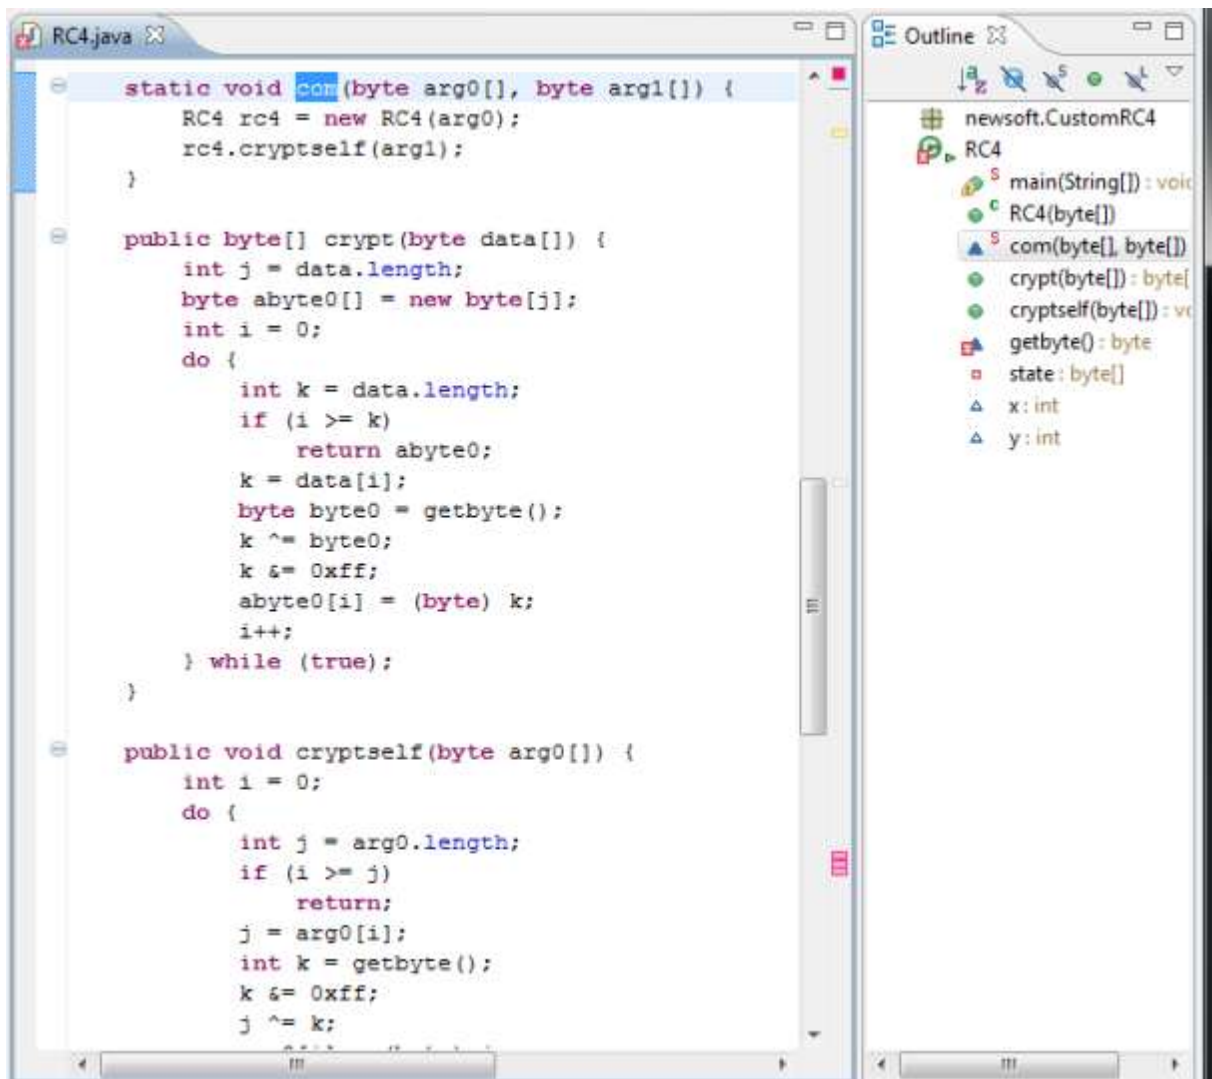 RC4.java
static void com(byte arg0[], byte arg1[]) {
RC4 rc4 = new RC4(arg0);
rc4.cryptself(arg1);
}
public byte[] crypt(byte data[]) {
int j = data.length;
byte abyte0[] = new byte[j];
int i = 0;
do {
int k = data.length;
if (i >= k)
return abyte0;
k = data[i];
byte byte0 = getbyte();
k ^= byte0;
k &= 0xff;
abyte0[i] = (byte) k;
i++;
} while (true);
}
public void cryptself(byte arg0[]) {
int i = 0;
do {
int j = arg0.length;
if (i >= j)
return;
j = arg0[i];
int k = getbyte();
k &= 0xff;
j ^= k;
Outline
newsoft.CustomRC4
RC4
main(String[]) : void
RC4(byte[])
com(byte[], byte[])
crypt(byte[]) : byte[
cryptself(byte[]) : vo
getbyte() : byte
state : byte[]
x : int
y : int